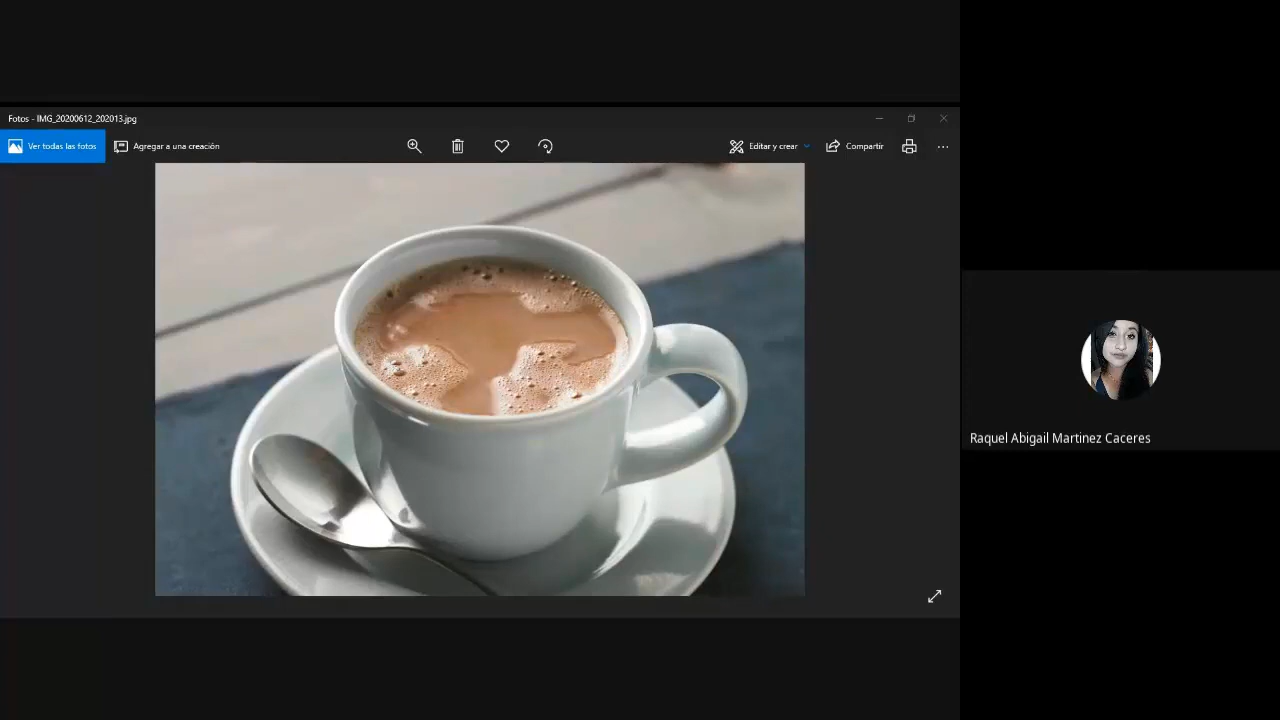 Fotos - IMG_20200612_202013.jpg
Ver todas las fotos
Agregar a una creación
Editar y crear
Compartir
Raquel Abigail Martinez Caceres